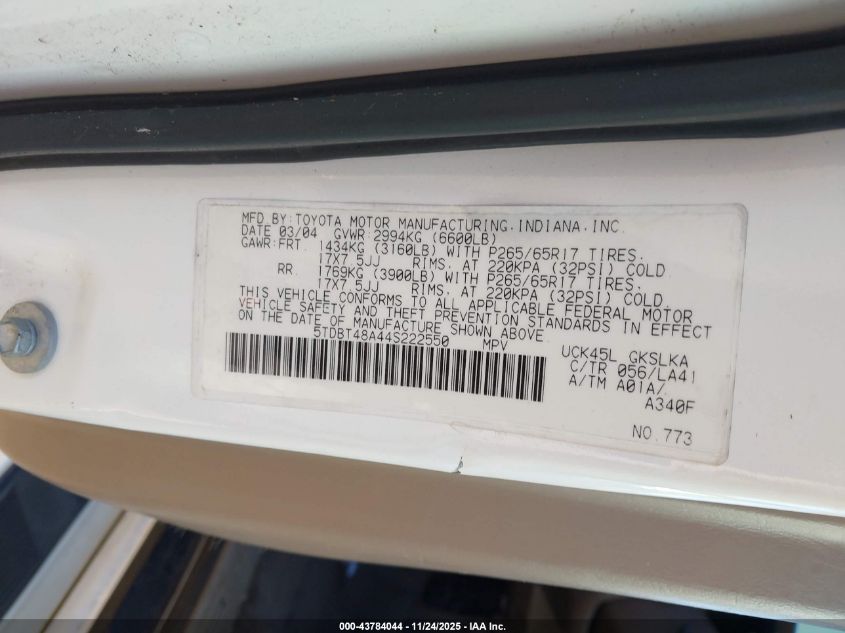 MFD BY: TOYOTA MOTOR MANUFACTURING, INDIANA, INC.
DATE 03/04 GVWR: 2994KG (6600LB)
GAWR: FRT. 1434KG (3160LB) WITH P265/65R17 TIRES,
17X7.5JJ RIMS, AT 220KPA (32PSI) COLD
RR. 1769KG (3900LB) WITH P265/65R17 TIRES,
17X7.5JJ RIMS, AT 220KPA (32PSI) COLD
THIS VEHICLE CONFORMS TO ALL APPLICABLE FEDERAL MOTOR
VEHICLE SAFETY AND THEFT PREVENTION STANDARDS IN EFFECT
ON THE DATE OF MANUFACTURE SHOWN ABOVE.
5TDBT48A44S222550 MPV
UCK45L GKSLKA
C/TR 056/LA41
A/TM A01A/
A340F
NO. 773
000-43784044 - 11/24/2025 - IAA Inc.